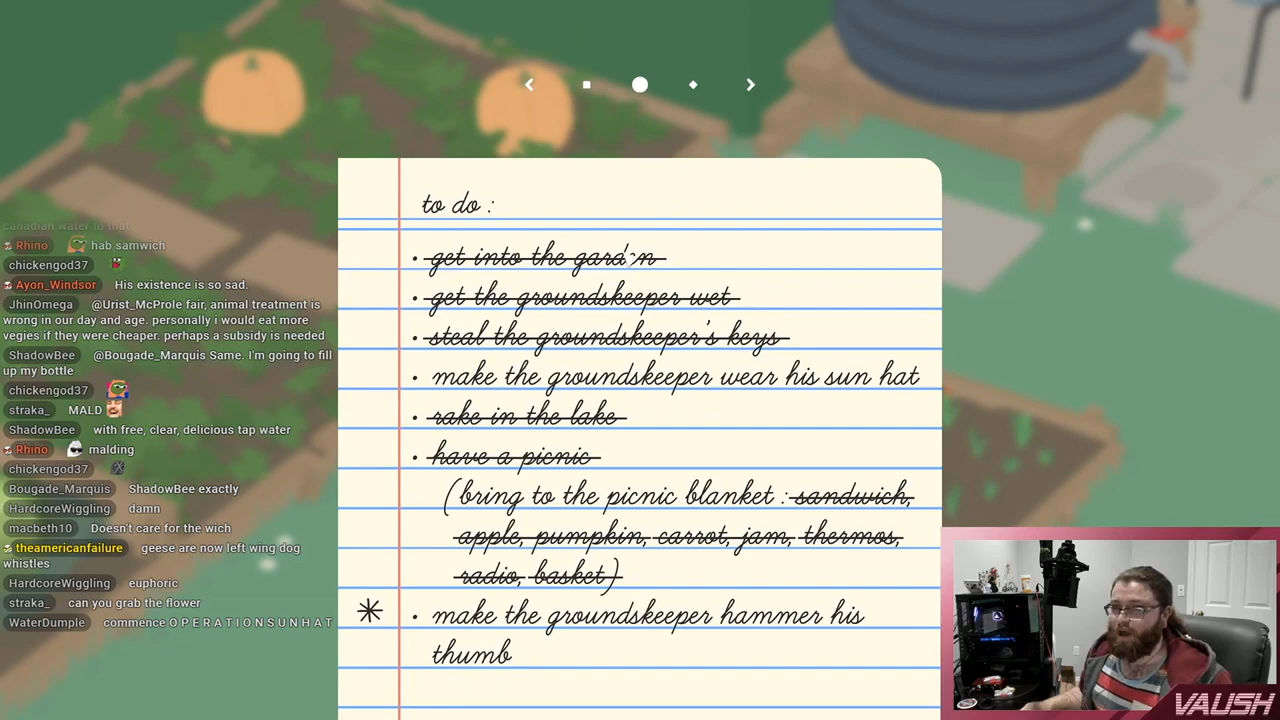 canadian water to that
Rhino hab samwich
chickengod37
Ayon_Windsor His existence is so sad.
JhinOmega @Urist_McProle fair, animal treatment is
wrong in our day and age. personally i would eat more
vegies if they were cheaper. perhaps a subsidy is needed
ShadowBee @Bougade_Marquis Same. I'm going to fill
up my bottle
chickengod37
straka_ MALD
ShadowBee with free, clear, delicious tap water
Rhino malding
chickengod37
Bougade_Marquis ShadowBee exactly
HardcoreWiggling damn
macbeth10 Doesn't care for the wich
theamericanfailure geese are now left wing dog
whistles
HardcoreWiggling euphoric
straka_ can you grab the flower
WaterDumple commence O P E R A T I O N S U N H A T
to do :
• get into the garden
• get the groundskeeper wet
• steal the groundskeeper's keys
• make the groundskeeper wear his sun hat
• rake in the lake
• have a picnic
(bring to the picnic blanket : sandwich,
apple, pumpkin, carrot, jam, thermos,
radio, basket)
• make the groundskeeper hammer his
thumb
VAUSH